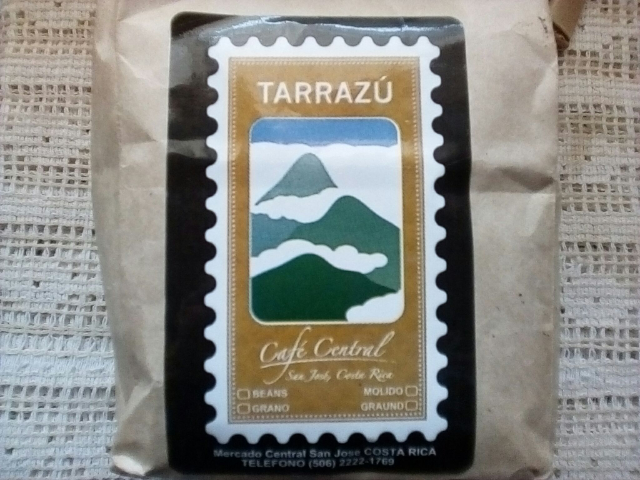 TARRAZÚ
Café Central
San José, Costa Rica
BEANS MOLIDO
GRANO GRAUND
Mercado Central San Jose COSTA RICA
TELEFONO (506) 2222-1769